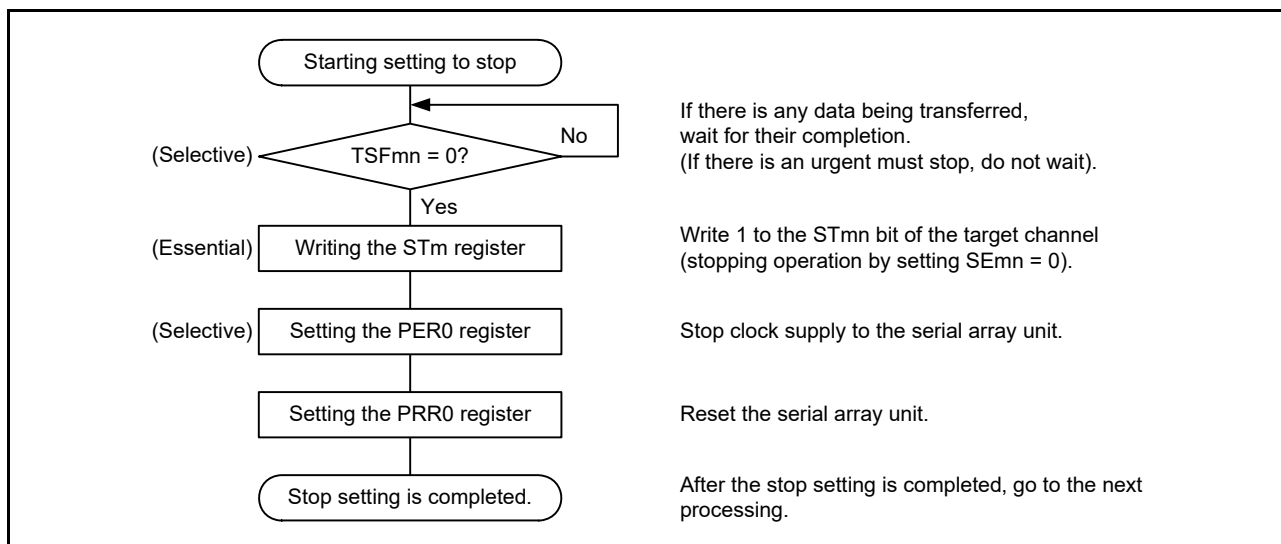 Starting setting to stop
If there is any data being transferred,
wait for their completion.
(If there is an urgent must stop, do not wait).
No
(Selective)
TSFmn = 0?
Yes
(Essential)
Writing the STm register
Write 1 to the STmn bit of the target channel
(stopping operation by setting SEmn = 0).
(Selective)
Setting the PER0 register
Stop clock supply to the serial array unit.
Setting the PRR0 register
Reset the serial array unit.
Stop setting is completed.
After the stop setting is completed, go to the next
processing.